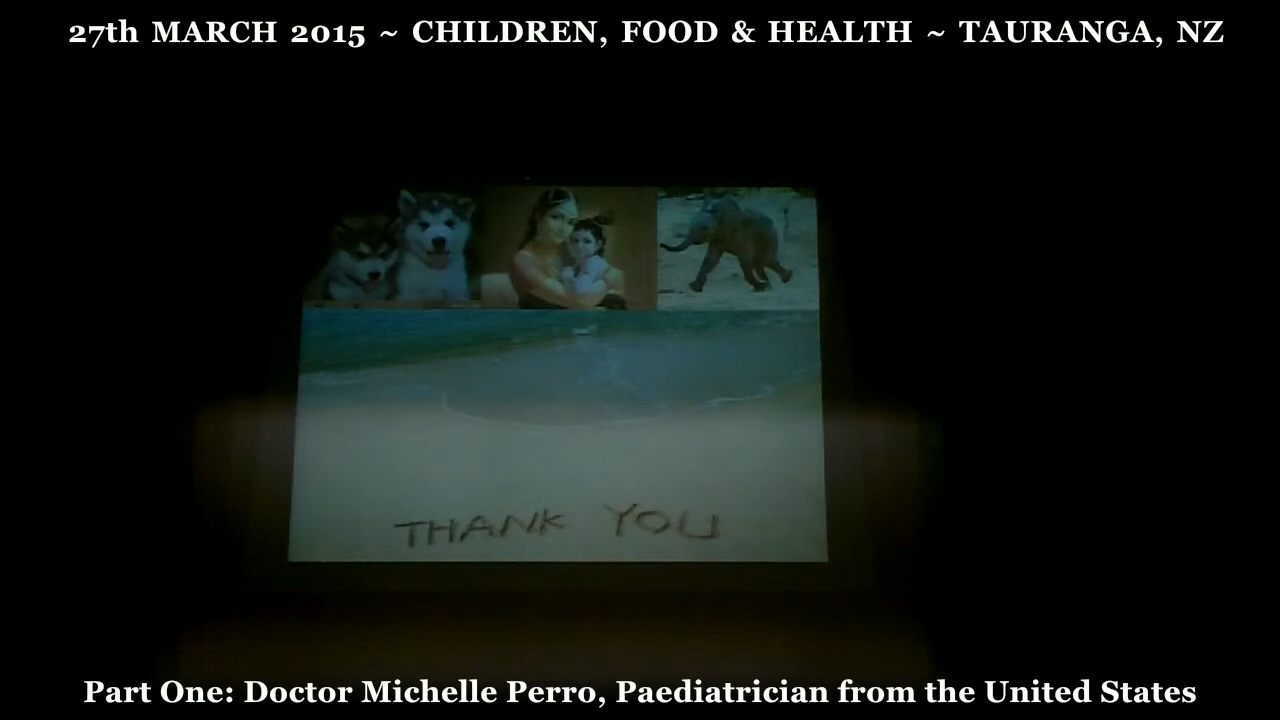 27th MARCH 2015 ~ CHILDREN, FOOD & HEALTH ~ TAURANGA, NZ
THANK YOU
Part One: Doctor Michelle Perro, Paediatrician from the United States